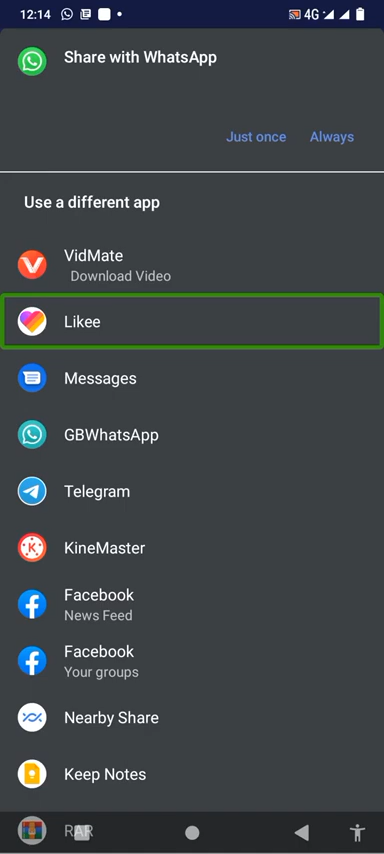 12:14
4G
Share with WhatsApp
Just once Always
Use a different app
VidMate
Download Video
Likee
Messages
GBWhatsApp
Telegram
KineMaster
Facebook
News Feed
Facebook
Your groups
Nearby Share
Keep Notes
RAR